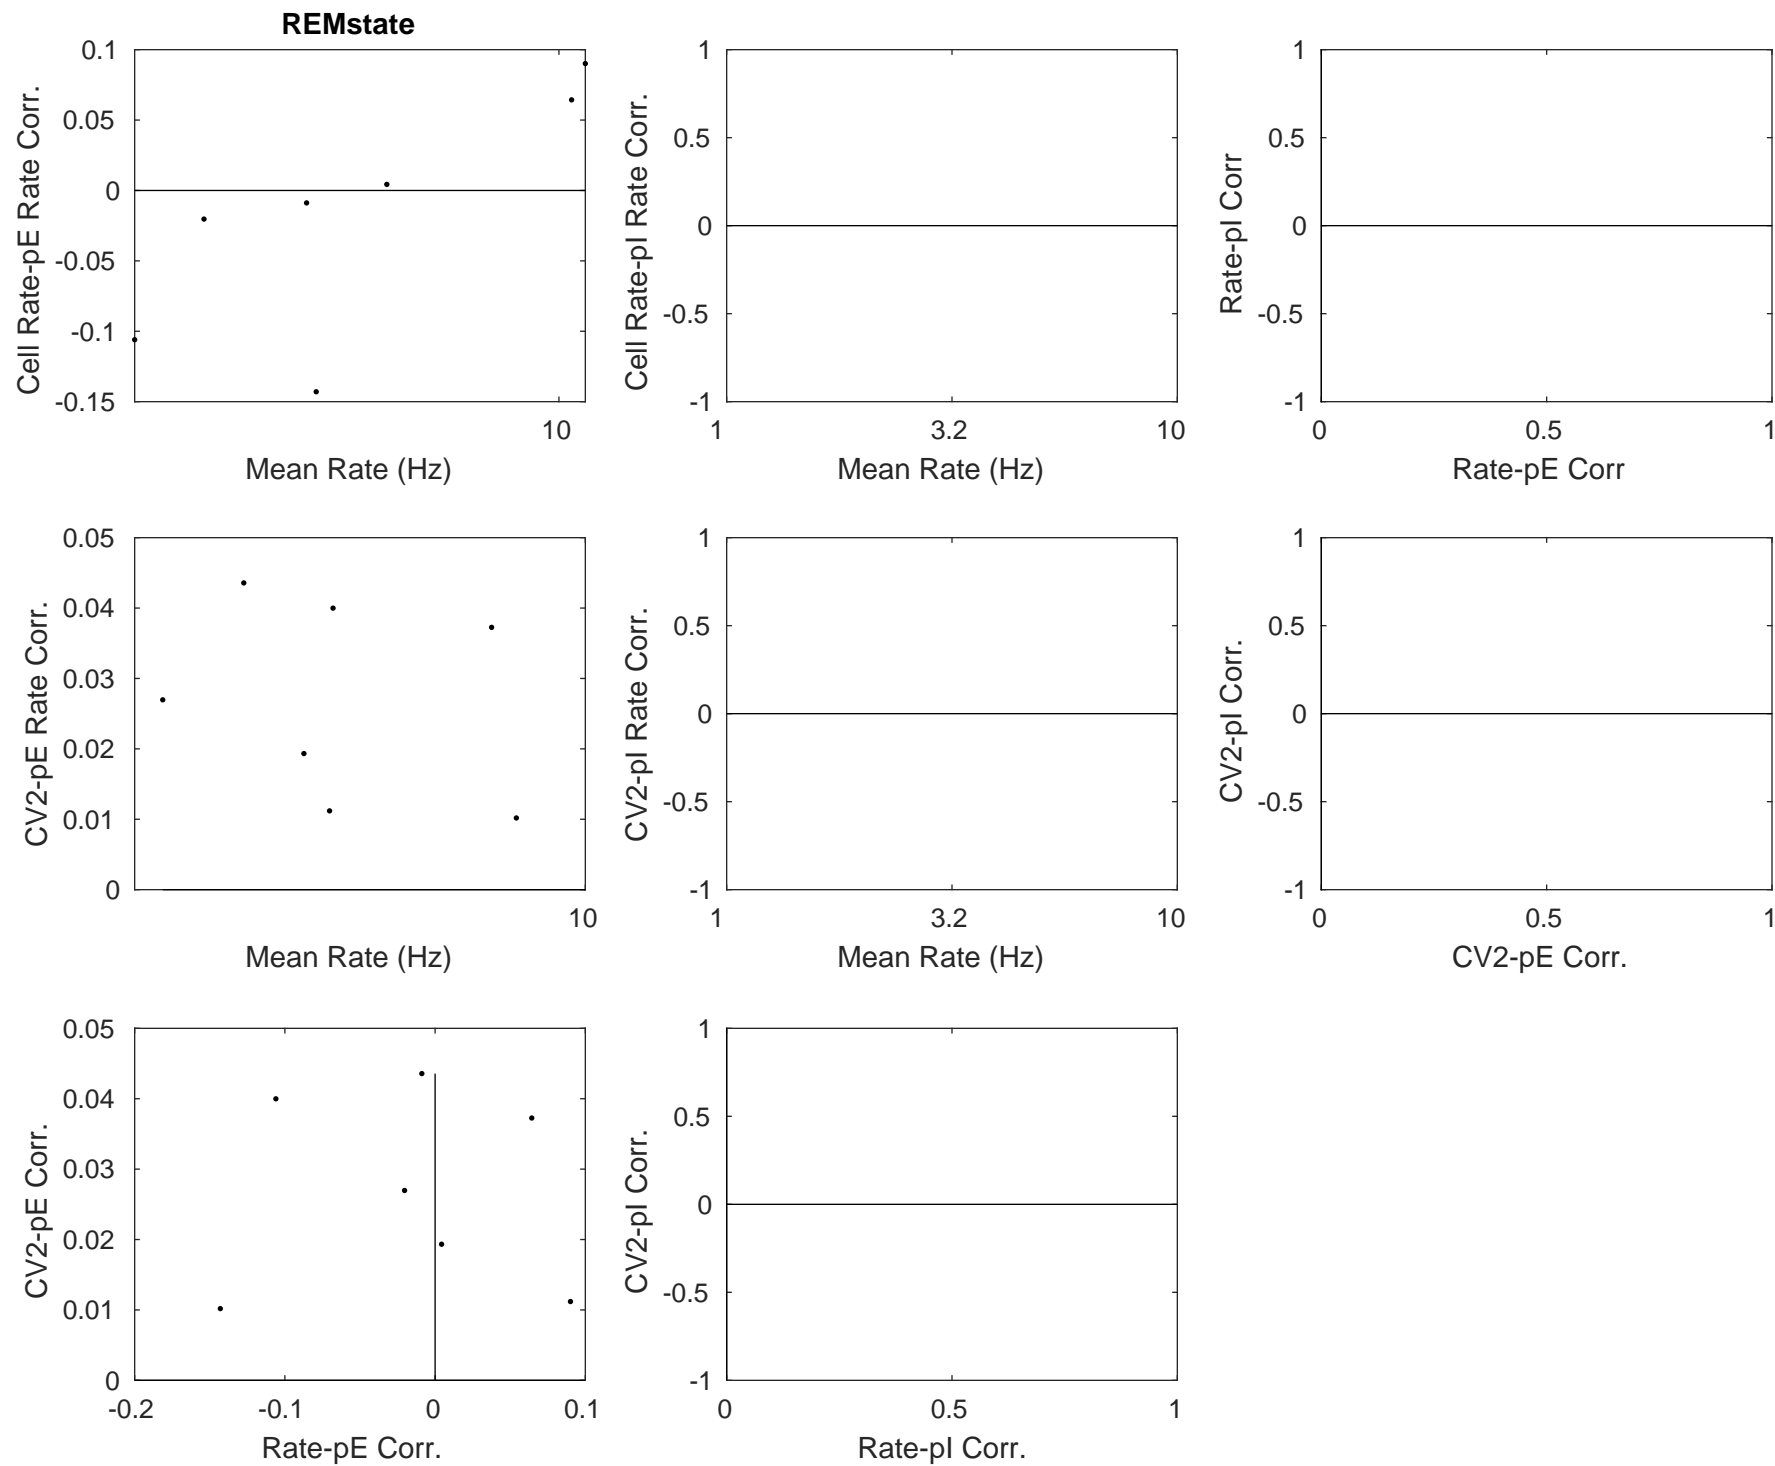 REMstate
0.1
0.05
0
-0.05
-0.1
-0.15
10
Mean Rate (Hz)
Cell Rate-pE Rate Corr.
1
0.5
0
-0.5
-1
1 3.2 10
Mean Rate (Hz)
Cell Rate-pI Rate Corr.
1
0.5
0
-0.5
-1
0 0.5 1
Rate-pE Corr
Rate-pI Corr
0.05
0.04
0.03
0.02
0.01
0
10
Mean Rate (Hz)
CV2-pE Rate Corr.
1
0.5
0
-0.5
-1
1 3.2 10
Mean Rate (Hz)
CV2-pI Rate Corr.
1
0.5
0
-0.5
-1
0 0.5 1
CV2-pE Corr.
CV2-pI Corr.
0.05
0.04
0.03
0.02
0.01
0
-0.2 -0.1 0 0.1
Rate-pE Corr.
CV2-pE Corr.
1
0.5
0
-0.5
-1
0 0.5 1
Rate-pI Corr.
CV2-pI Corr.